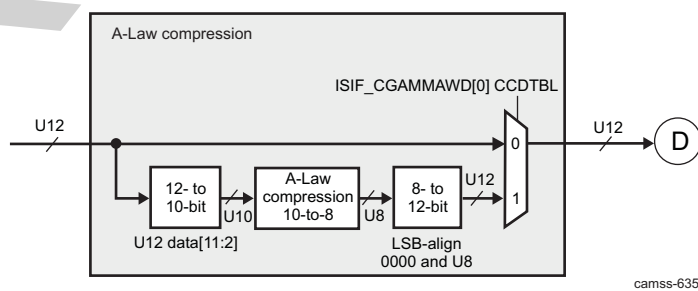 A-Law compression
ISIF_CGAMMAWD[0] CCDTBL
U12
U12
0
D
12- to
10-bit
U10
A-Law
compression
10-to-8
U8
8- to
12-bit
U12
1
U12 data[11:2]
LSB-align
0000 and U8
camss-635